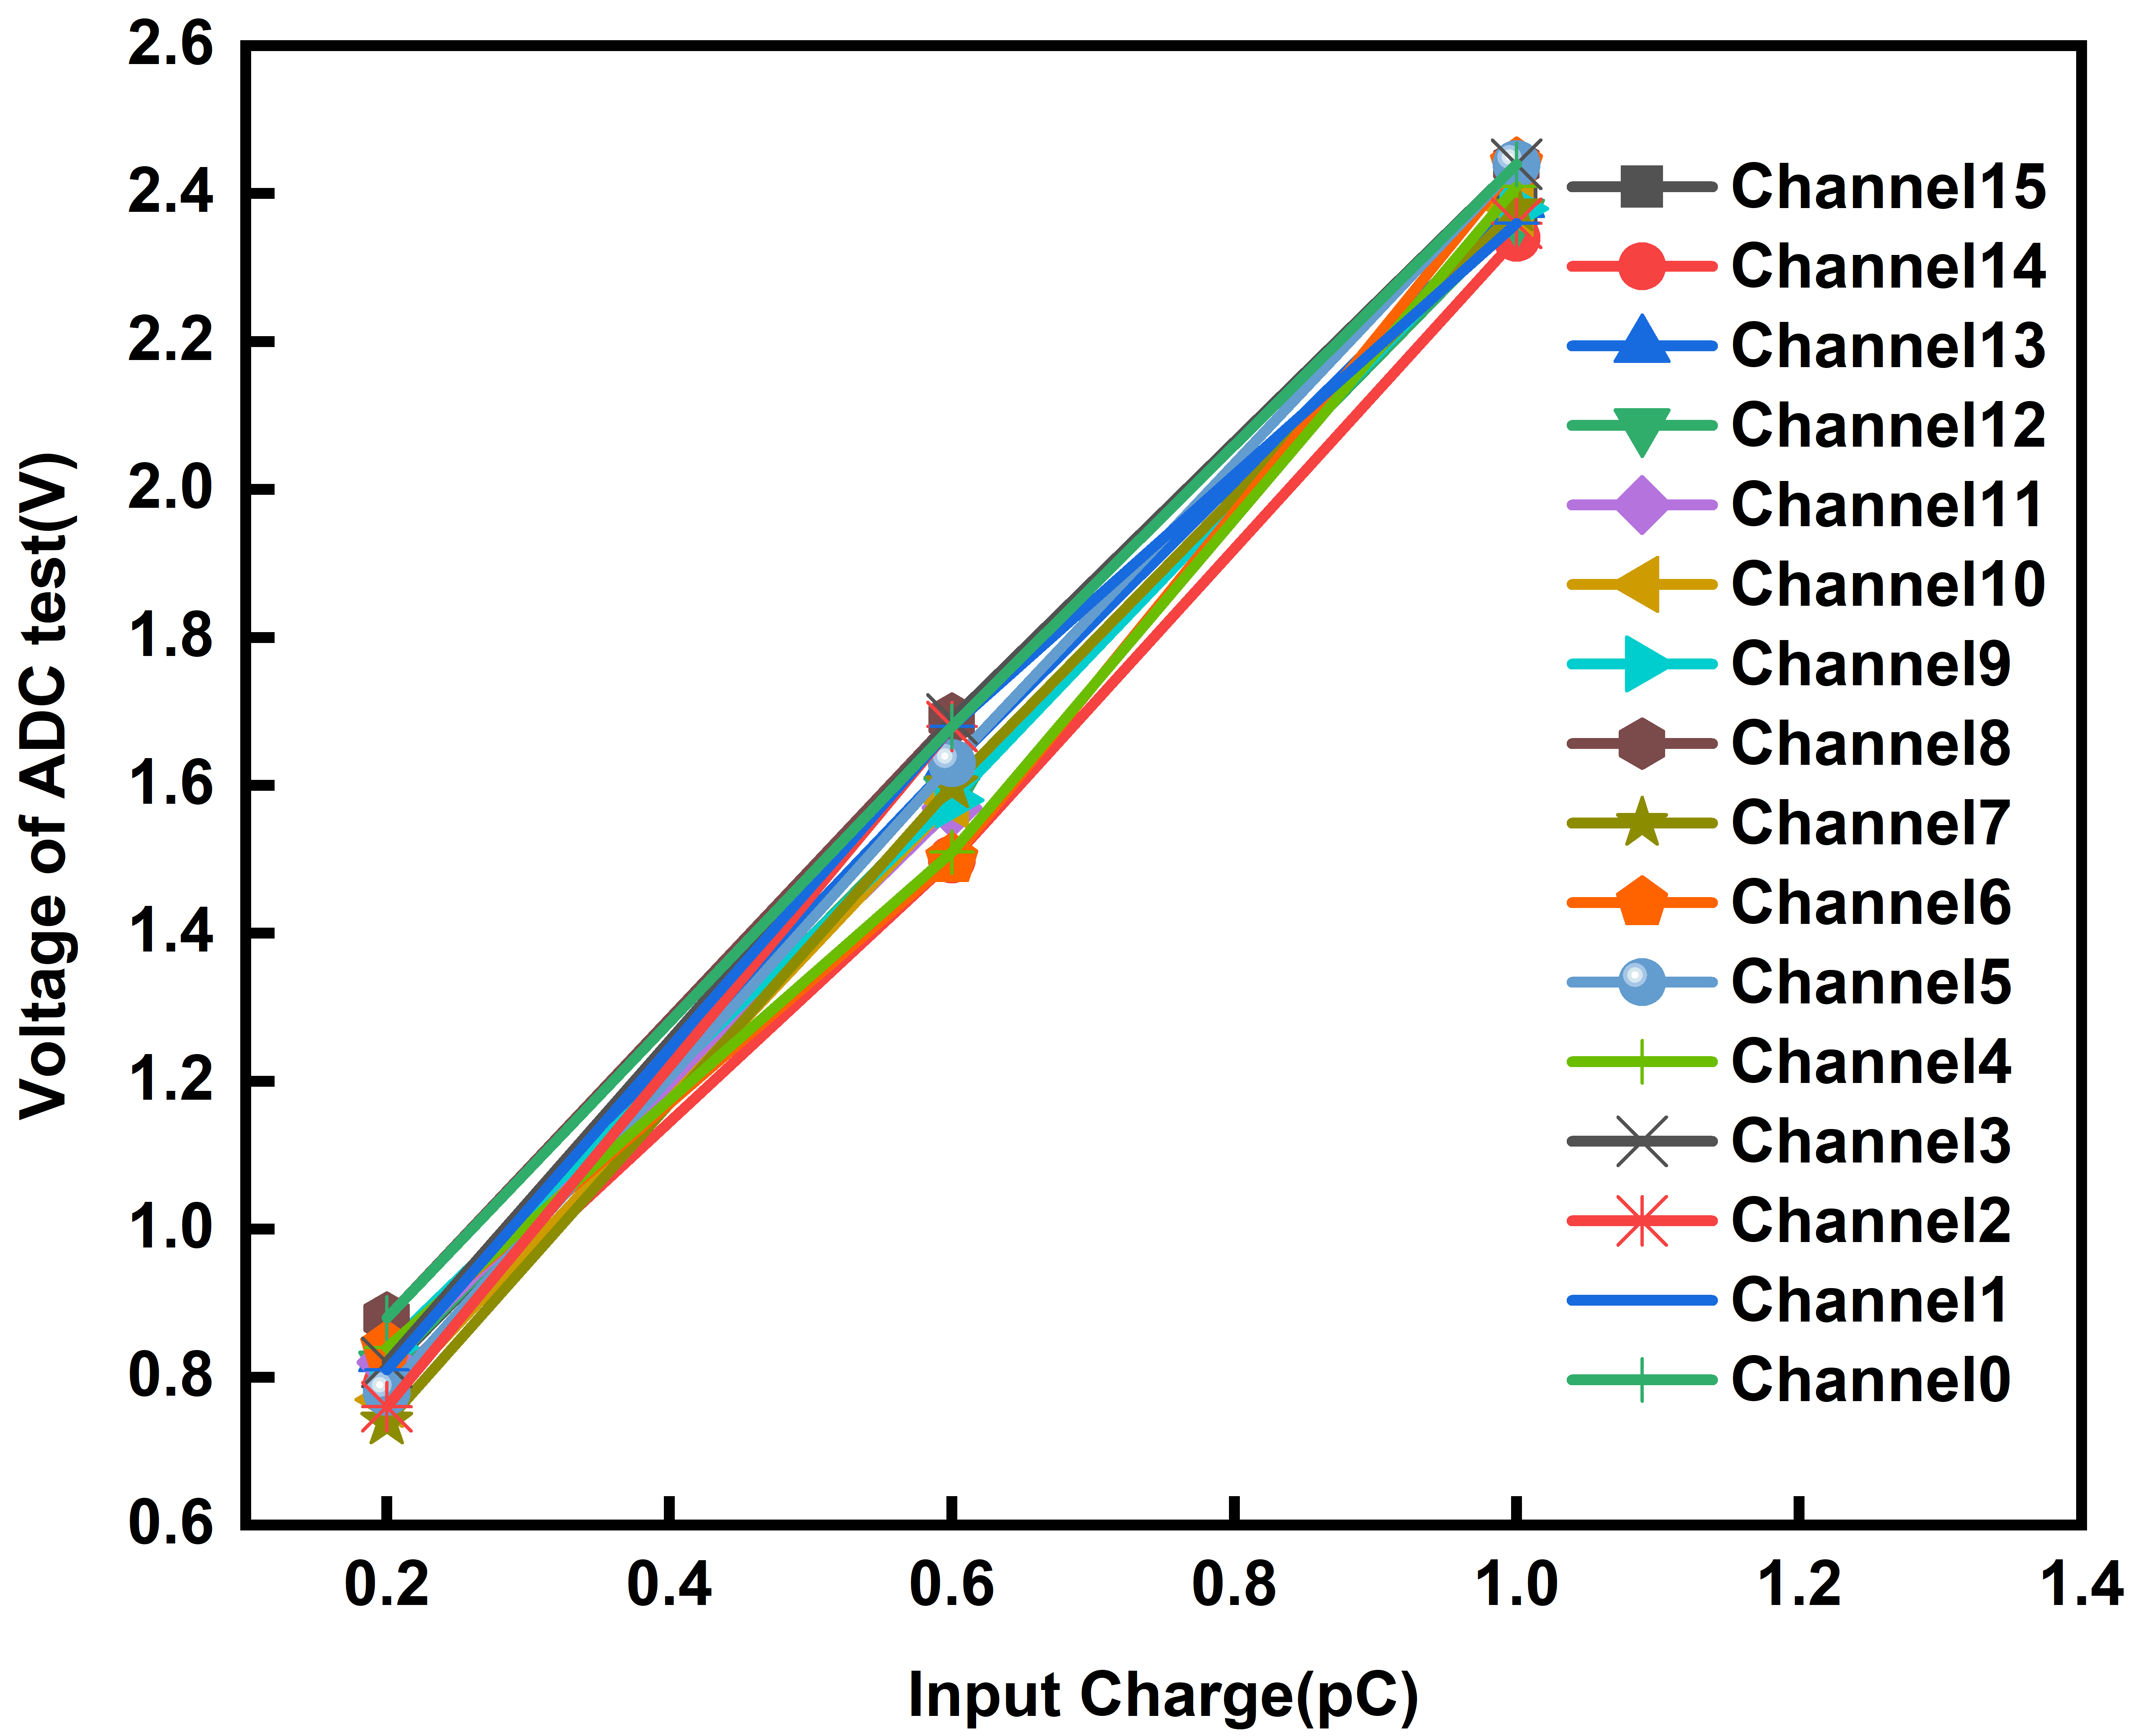 2.6
2.4
2.2
2.0
1.8
1.6
1.4
1.2
1.0
0.8
0.6
Voltage of ADC test(V)
Channel15
Channel14
Channel13
Channel12
Channel11
Channel10
Channel9
Channel8
Channel7
Channel6
Channel5
Channel4
Channel3
Channel2
Channel1
Channel0
0.2 0.4 0.6 0.8 1.0 1.2 1.4
Input Charge(pC)